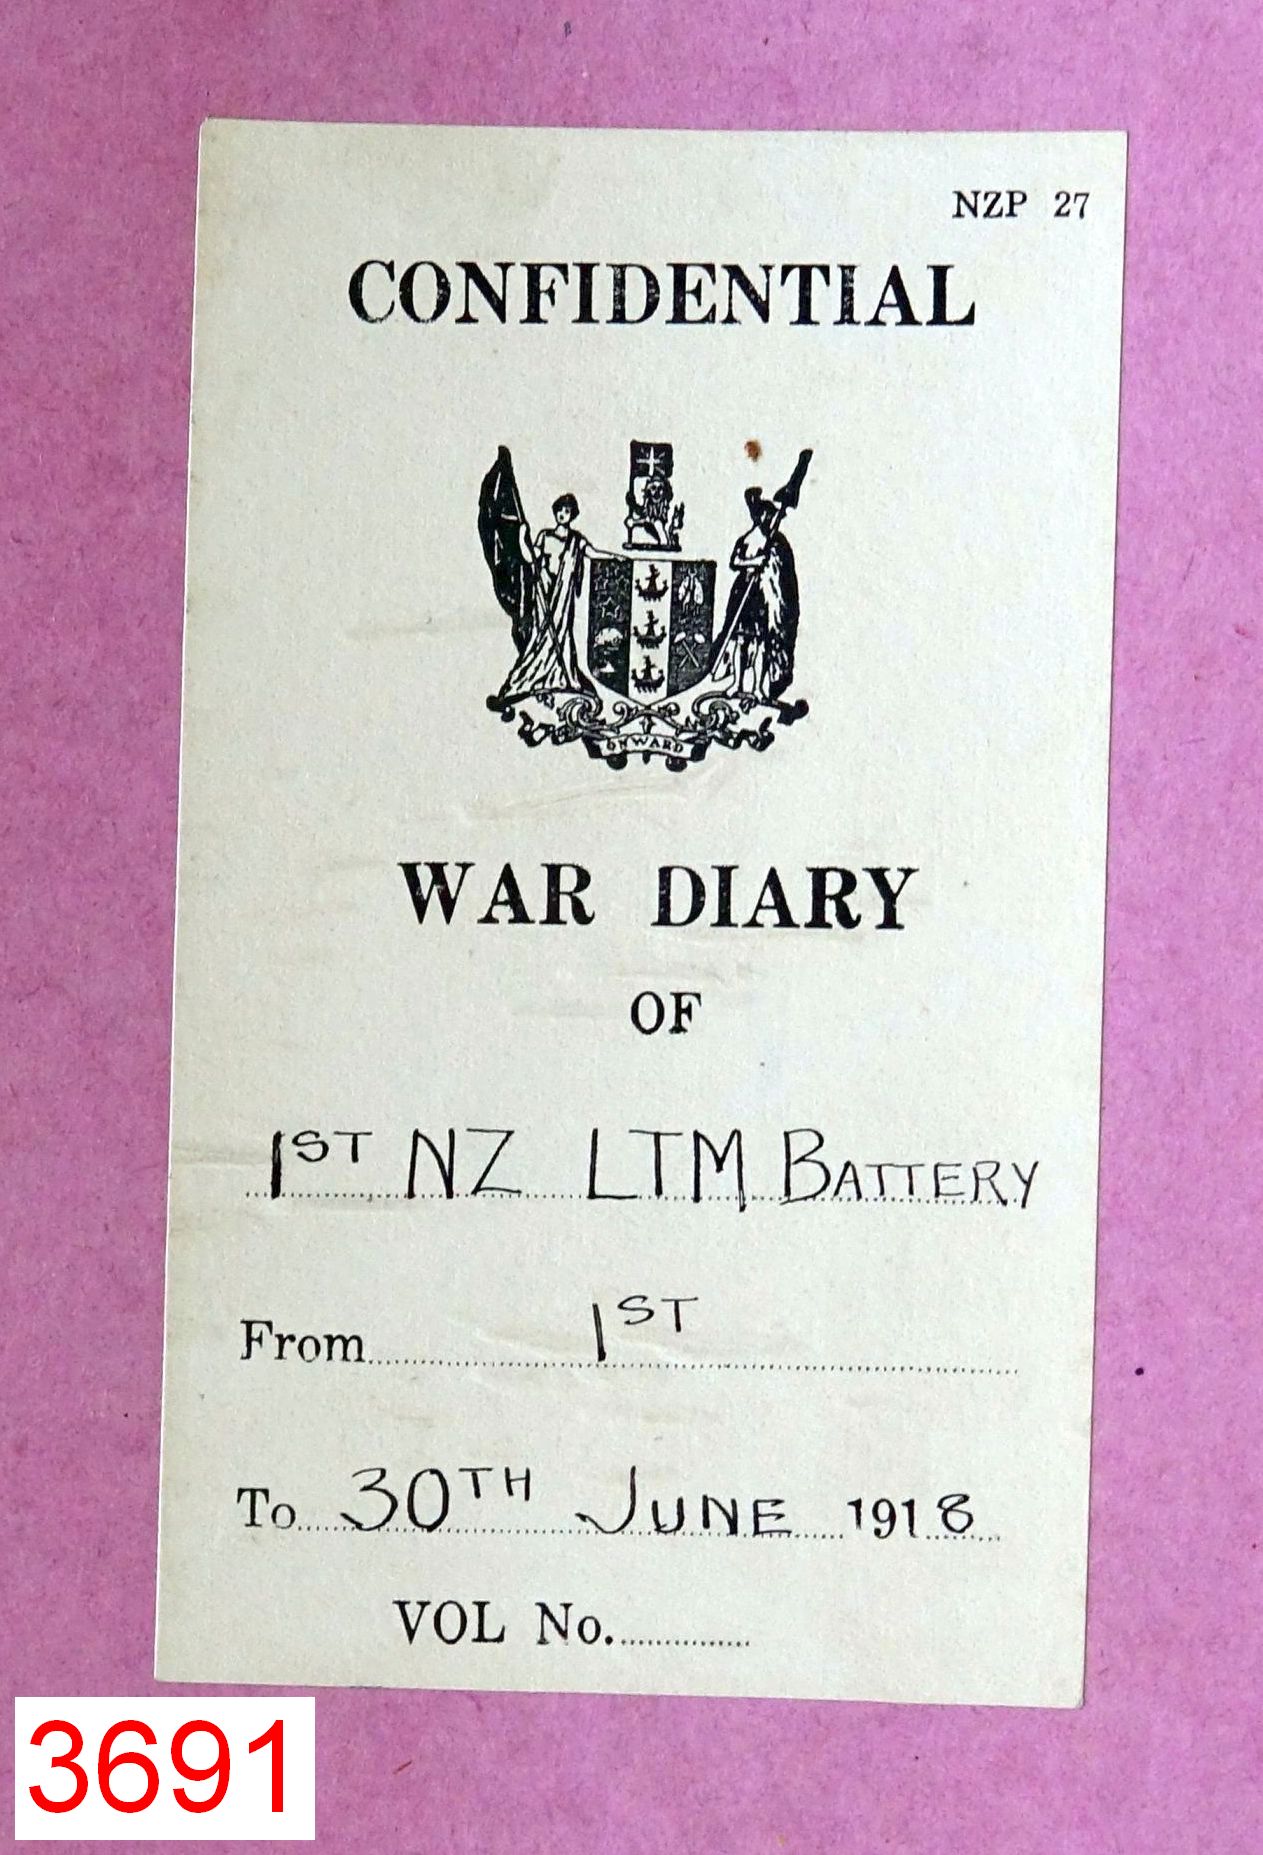 NZP 27
CONFIDENTIAL
ONWARD
WAR DIARY
OF
1ST NZ LTM BATTERY
From 1ST
To 30TH JUNE 1918
VOL No.
3691